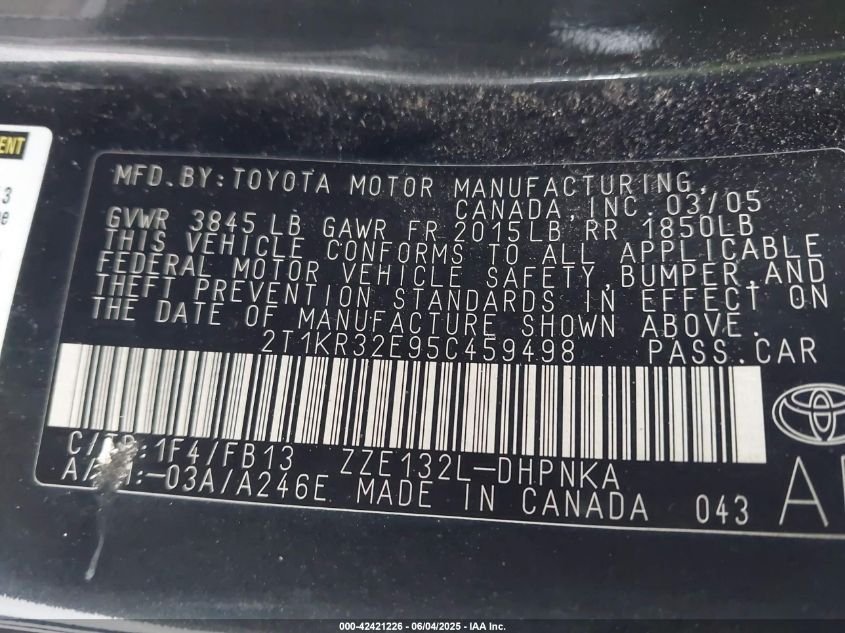 ENT
3
MFD.BY:TOYOTA MOTOR MANUFACTURING,
CANADA,INC. 03/05
GVWR 3845 LB GAWR FR 2015LB RR 1850LB
THIS VEHICLE CONFORMS TO ALL APPLICABLE
FEDERAL MOTOR VEHICLE SAFETY,BUMPER,AND
THEFT PREVENTION STANDARDS IN EFFECT ON
THE DATE OF MANUFACTURE SHOWN ABOVE.
2T1KR32E95C459498 PASS.CAR
1F4/FB13 ZZE132L-DHPNKA
-03A/A246E MADE IN CANADA 043
000-42421226 - 06/04/2025 - IAA Inc.